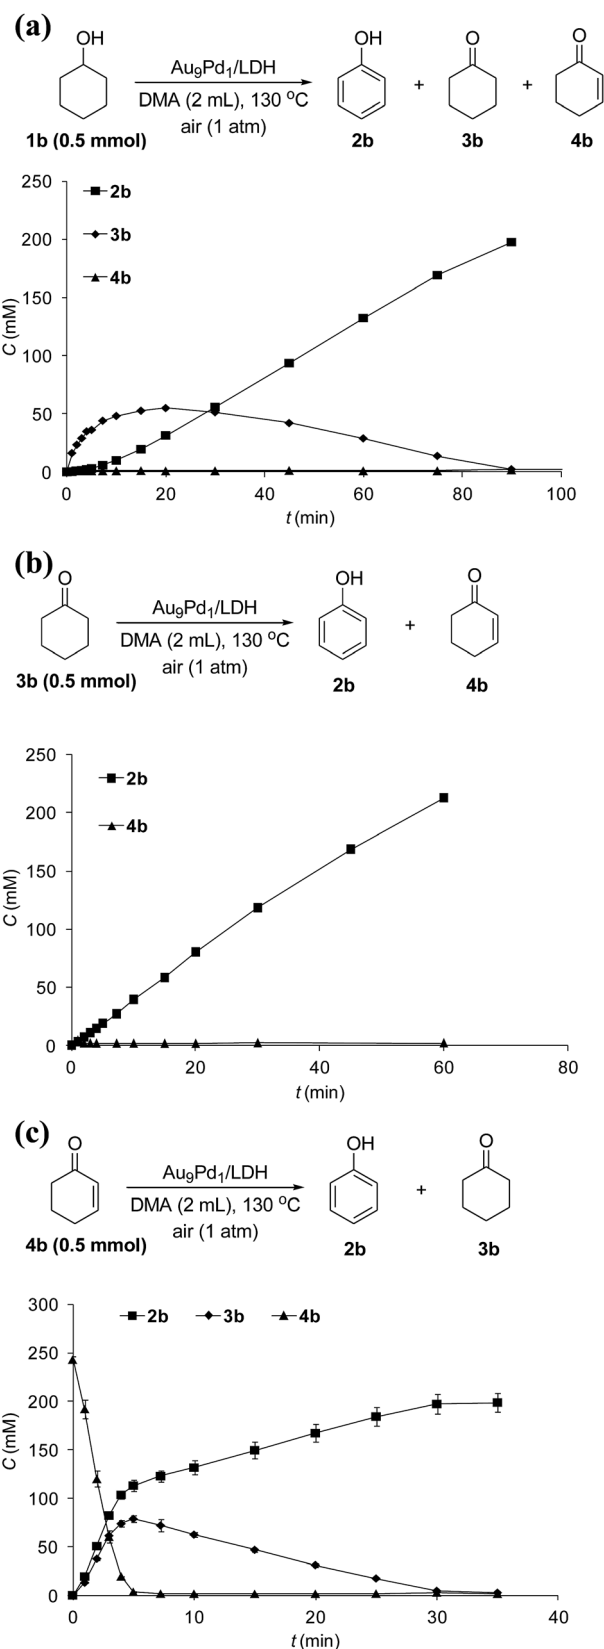 (a)
OH
O
Au9Pd1/LDH
DMA (2 mL), 130 °C
air (1 atm)
OH
+
O
+
O
1b (0.5 mmol)
2b
3b
4b
250
200
150
100
50
0
C (mM)
2b
3b
4b
0 20 40 60 80 100
t (min)
(b)
O
Au9Pd1/LDH
DMA (2 mL), 130 °C
air (1 atm)
OH
+
O
3b (0.5 mmol)
2b
4b
250
200
150
100
50
0
C (mM)
2b
4b
0 20 40 60 80
t (min)
(c)
O
Au9Pd1/LDH
DMA (2 mL), 130 °C
air (1 atm)
OH
+
O
4b (0.5 mmol)
2b
3b
300
250
200
150
100
50
0
C (mM)
2b 3b 4b
0 10 20 30 40
t (min)